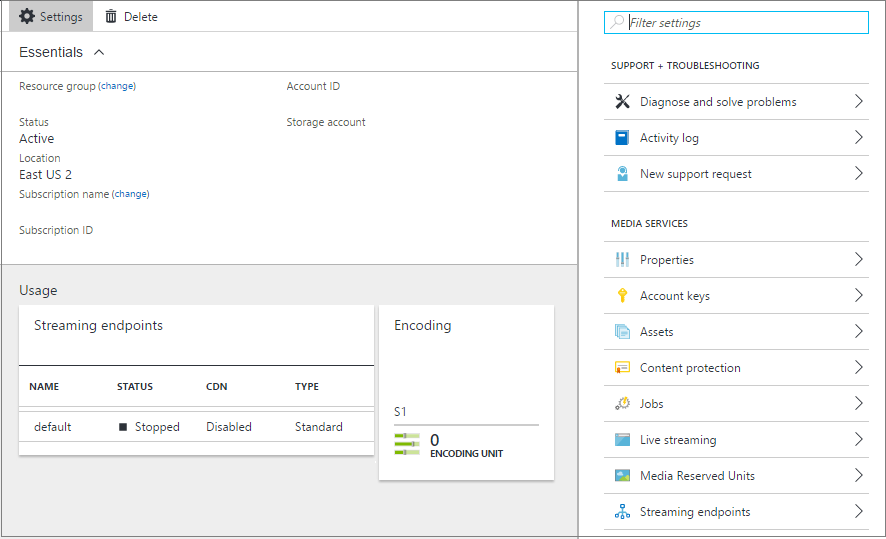 Settings Delete
Essentials
Resource group (change) Account ID
Status Storage account
Active
Location
East US 2
Subscription name (change)
Subscription ID
Usage
Streaming endpoints
NAME STATUS CDN TYPE
default Stopped Disabled Standard
Encoding
S1
0
ENCODING UNIT
Filter settings
SUPPORT + TROUBLESHOOTING
Diagnose and solve problems
Activity log
New support request
MEDIA SERVICES
Properties
Account keys
Assets
Content protection
Jobs
Live streaming
Media Reserved Units
Streaming endpoints